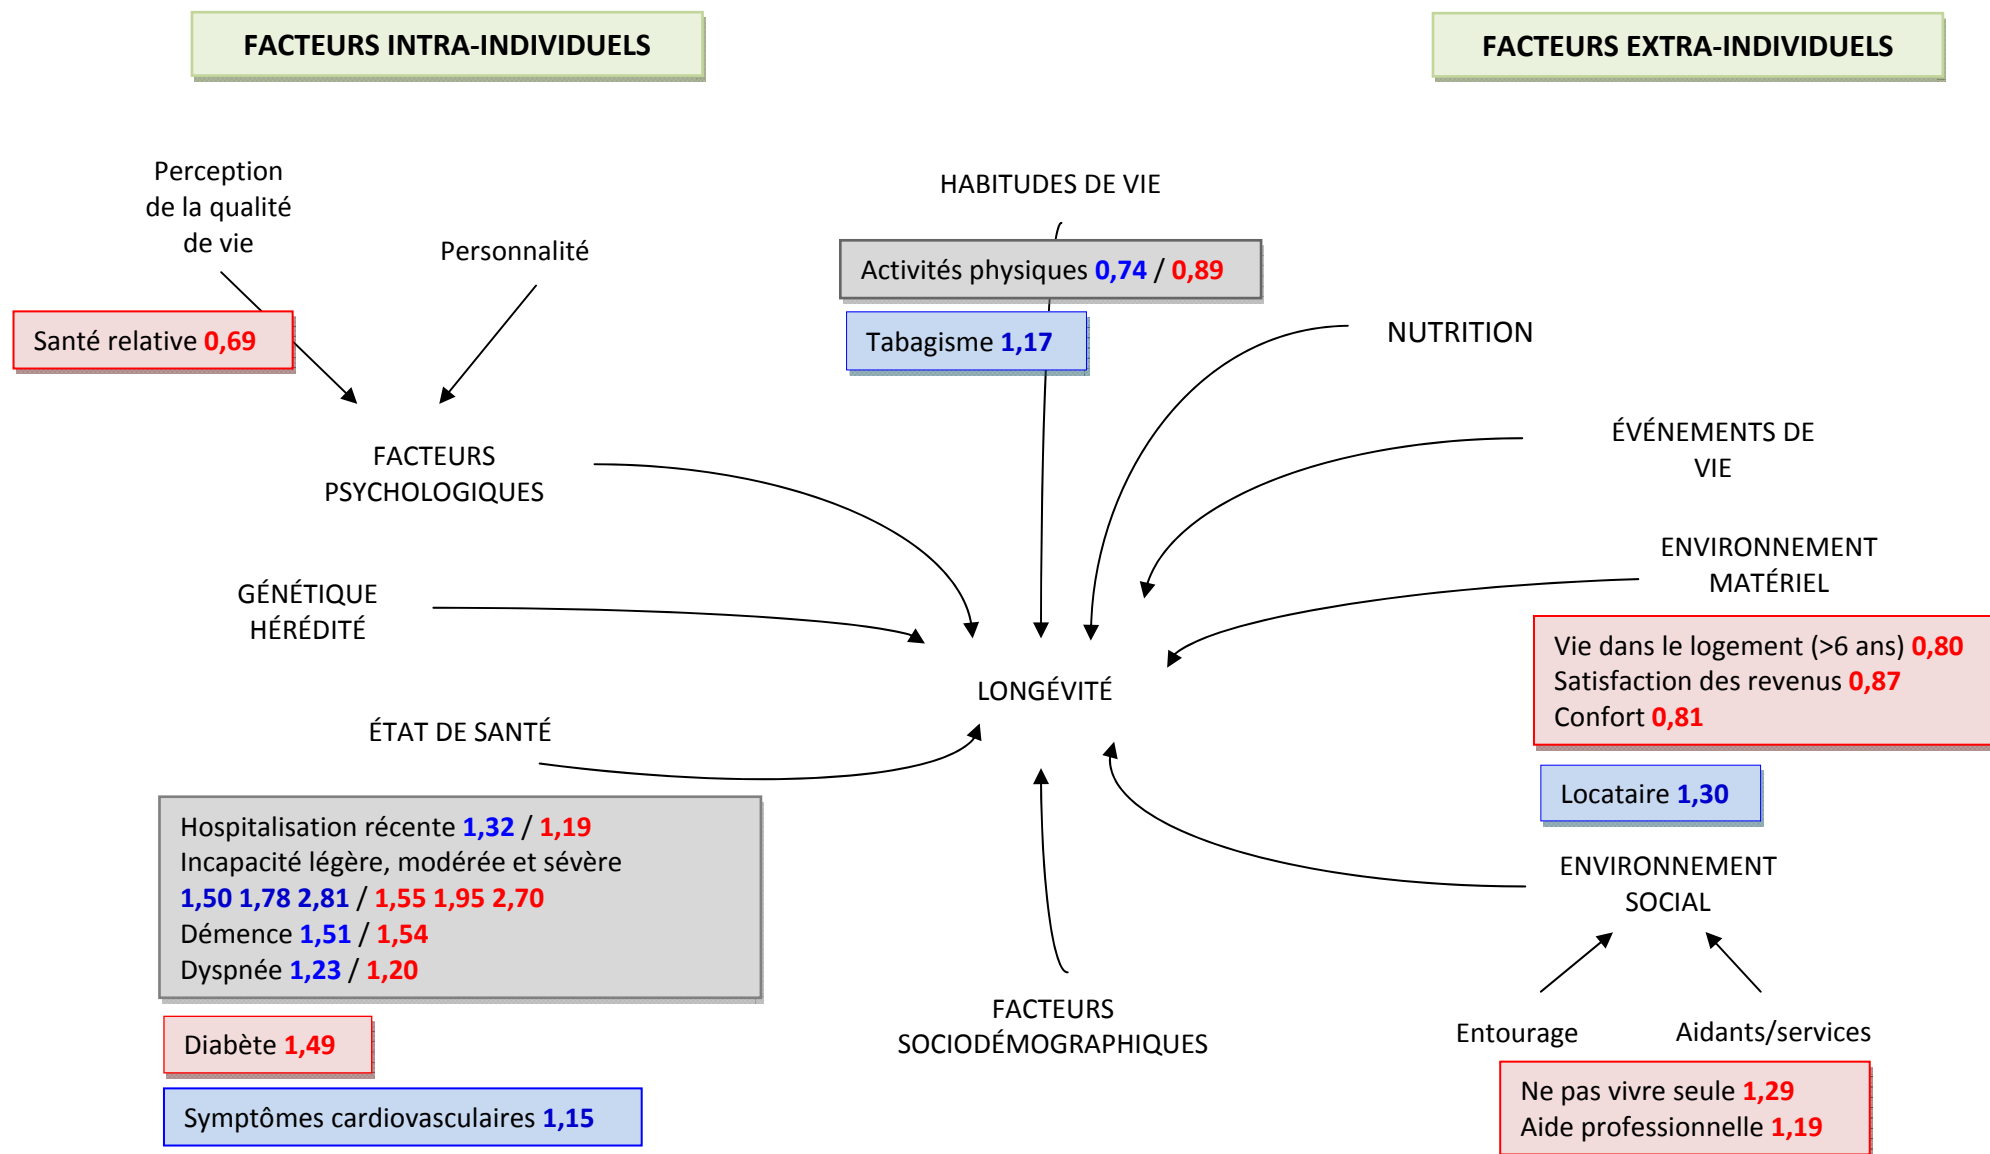 FACTEURS INTRA-INDIVIDUELS
FACTEURS EXTRA-INDIVIDUELS
Perception
de la qualité
de vie
Personnalité
Santé relative 0,69
FACTEURS
PSYCHOLOGIQUES
GÉNÉTIQUE
HÉRÉDITÉ
ÉTAT DE SANTÉ
Hospitalisation récente 1,32 / 1,19
Incapacité légère, modérée et sévère
1,50 1,78 2,81 / 1,55 1,95 2,70
Démence 1,51 / 1,54
Dyspnée 1,23 / 1,20
Diabète 1,49
Symptômes cardiovasculaires 1,15
HABITUDES DE VIE
Activités physiques 0,74 / 0,89
Tabagisme 1,17
LONGÉVITÉ
FACTEURS
SOCIODÉMOGRAPHIQUES
NUTRITION
ÉVÉNEMENTS DE
VIE
ENVIRONNEMENT
MATÉRIEL
Vie dans le logement (>6 ans) 0,80
Satisfaction des revenus 0,87
Confort 0,81
Locataire 1,30
ENVIRONNEMENT
SOCIAL
Entourage
Aidants/services
Ne pas vivre seule 1,29
Aide professionnelle 1,19